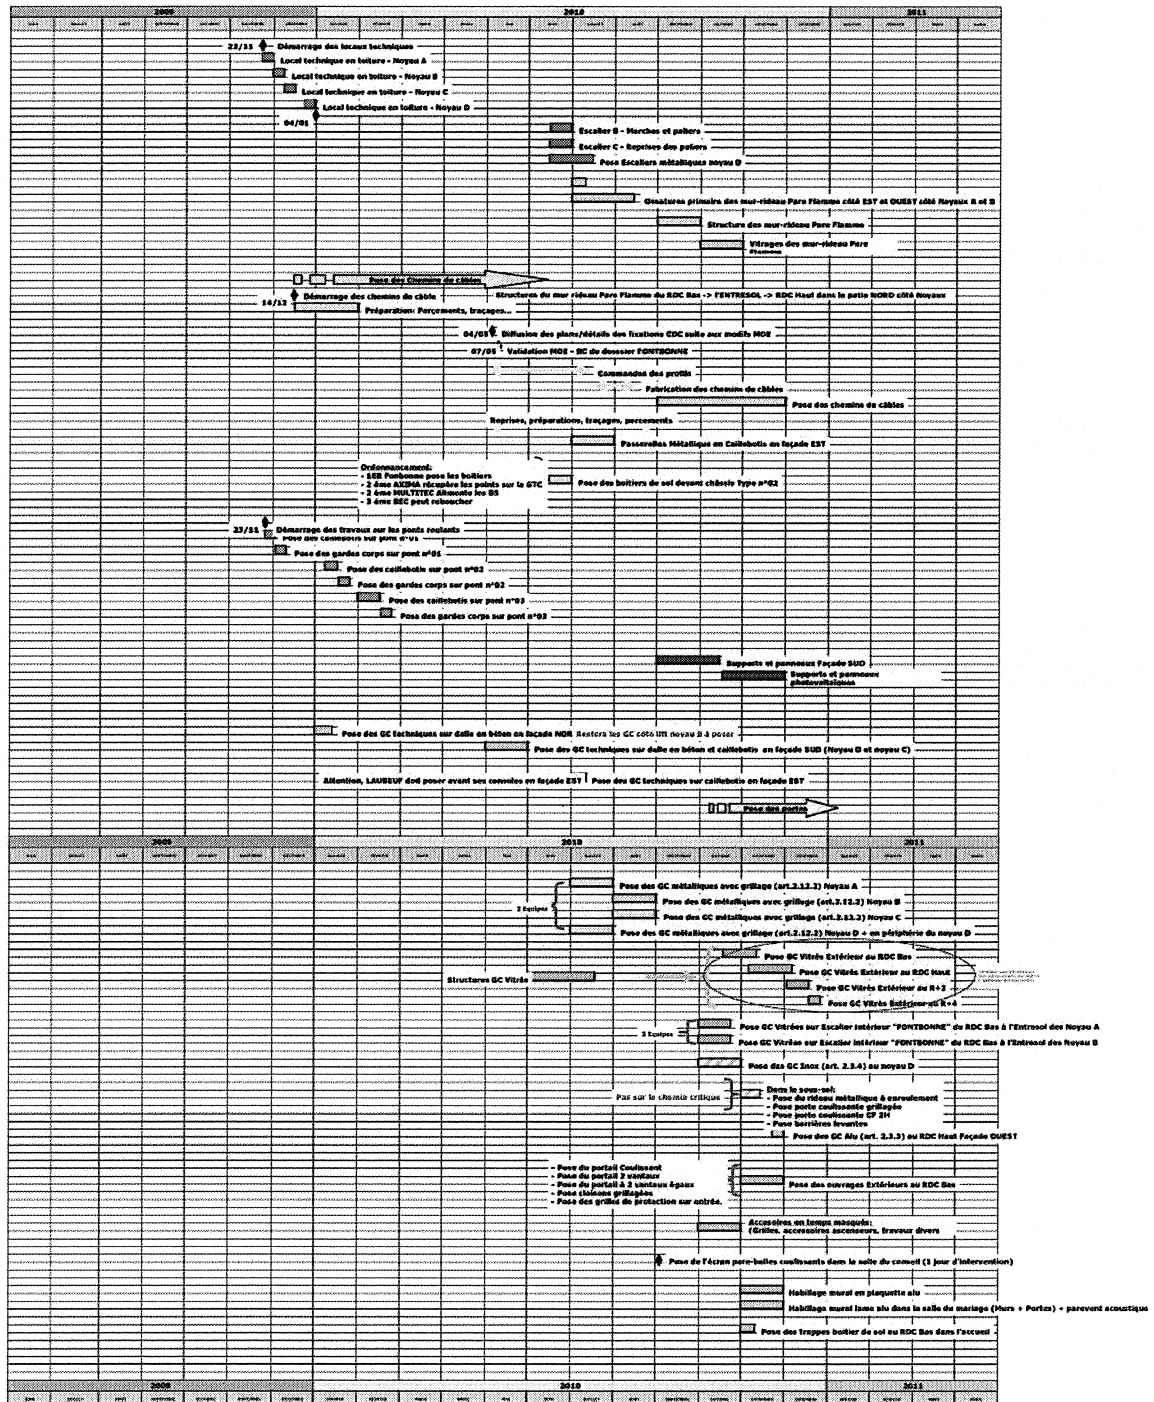 2009 2010 2011
23/11 Démarrage des locaux techniques
Local technique en toiture - Noyau A
Local technique en toiture - Noyau B
Local technique en toiture - Noyau C
Local technique en toiture - Noyau D
04/01
Escalier B - Marches et paliers
Escalier C - Reprises des paliers
Pose Escaliers métalliques noyau D
Ossatures primaire des mur-rideau Pare Flamme côté EST et OUEST côté Noyaux A et B
Structure des mur-rideau Pare Flamme
Vitrages des mur-rideau Pare
Flamme
Pose des Chemins de câbles
14/12 Démarrage des chemins de câble
Structures du mur rideau Pare Flamme du RDC Bas -> l'ENTRESOL -> RDC Haut dans le patio NORD côté Noyaux
Préparation: Perçements, traçages...
04/05 Diffusion des plans/détails des fixations CDC suite aux modifs MOE
07/05 Validation MOE - BC du dossier FONTBONNE
Commandes des profils
Fabrication des chemins de câbles
Pose des chemins de câbles
Reprises, préparations, traçages, percements
Passerelles Métallique en Caillebotis en façade EST
Ordonnancement:
- 1ER Fonbonne pose les boitiers
- 2 ème AXIMA récupère les points sur la GTC
- 2 ème MULTITEC Alimente les BS
- 3 ème BEC peut reboucher
Pose des boitiers de sol devant châssis Type n°02
23/11 Démarrage des travaux sur les ponts roulants
Pose des caillebotis sur pont n°01
Pose des gardes corps sur pont n°01
Pose des caillebotis sur pont n°02
Pose des gardes corps sur pont n°02
Pose des caillebotis sur pont n°03
Pose des gardes corps sur pont n°03
Supports et panneaux Façade SUD
Supports et panneaux
photovoltaïques
Pose des GC techniques sur dalle en béton en façade NOR Restera les GC côté lift noyau B à poser
Pose des GC techniques sur dalle en béton et caillebotis en façade SUD (Noyau D et noyau C)
Attention, LAUBEUF doit poser avant ses consoles en façade EST
Pose des GC techniques sur caillebotis en façade EST
Pose des portes
2009 2010 2011
Pose des GC métalliques avec grillage (art.2.12.2) Noyau A
Pose des GC métalliques avec grillage (art.2.12.2) Noyau B
2 Equipes
Pose des GC métalliques avec grillage (art.2.12.2) Noyau C
Pose des GC métalliques avec grillage (art.2.12.2) Noyau D + en périphérie du noyau D
Pose GC Vitrés Extérieur au RDC Bas
Pose GC Vitrés Extérieur au RDC Haut
Structures GC Vitrée
Pose GC Vitrés Extérieur au R+2
Pose GC Vitrés Extérieur au R+4
Pose GC Vitrées sur Escalier Intérieur "FONTBONNE" du RDC Bas à l'Entresol des Noyau A
2 Equipes
Pose GC Vitrées sur Escalier Intérieur "FONTBONNE" du RDC Bas à l'Entresol des Noyau B
Pose des GC Inox (art. 2.3.4) au noyau D
Pas sur le chemin critique
Dans le sous-sol:
- Pose du rideau métallique à enroulement
- Pose porte coulissante grillagée
- Pose porte coulissante CF 2H
- Pose barrières levantes
Pose des GC Alu (art. 2.3.3) au RDC Haut Façade OUEST
- Pose du portail Coulissant
- Pose du portail 2 vantaux
- Pose du portail à 2 vantaux égaux
- Pose cloisons grillagées
- Pose des grilles de protection sur entrée.
Pose des ouvrages Extérieurs au RDC Bas
Accesoires en temps masqués:
(Grilles, accessoires ascenseurs, travaux divers
Pose de l'écran pare-balles coulissants dans la salle du conseil (1 jour d'intervention)
Habillage mural en plaquette alu
Habillage mural lame alu dans la salle du mariage (Murs + Portes) + paravent acoustique
Pose des trappes boitier de sol au RDC Bas dans l'accueil
2009 2010 2011